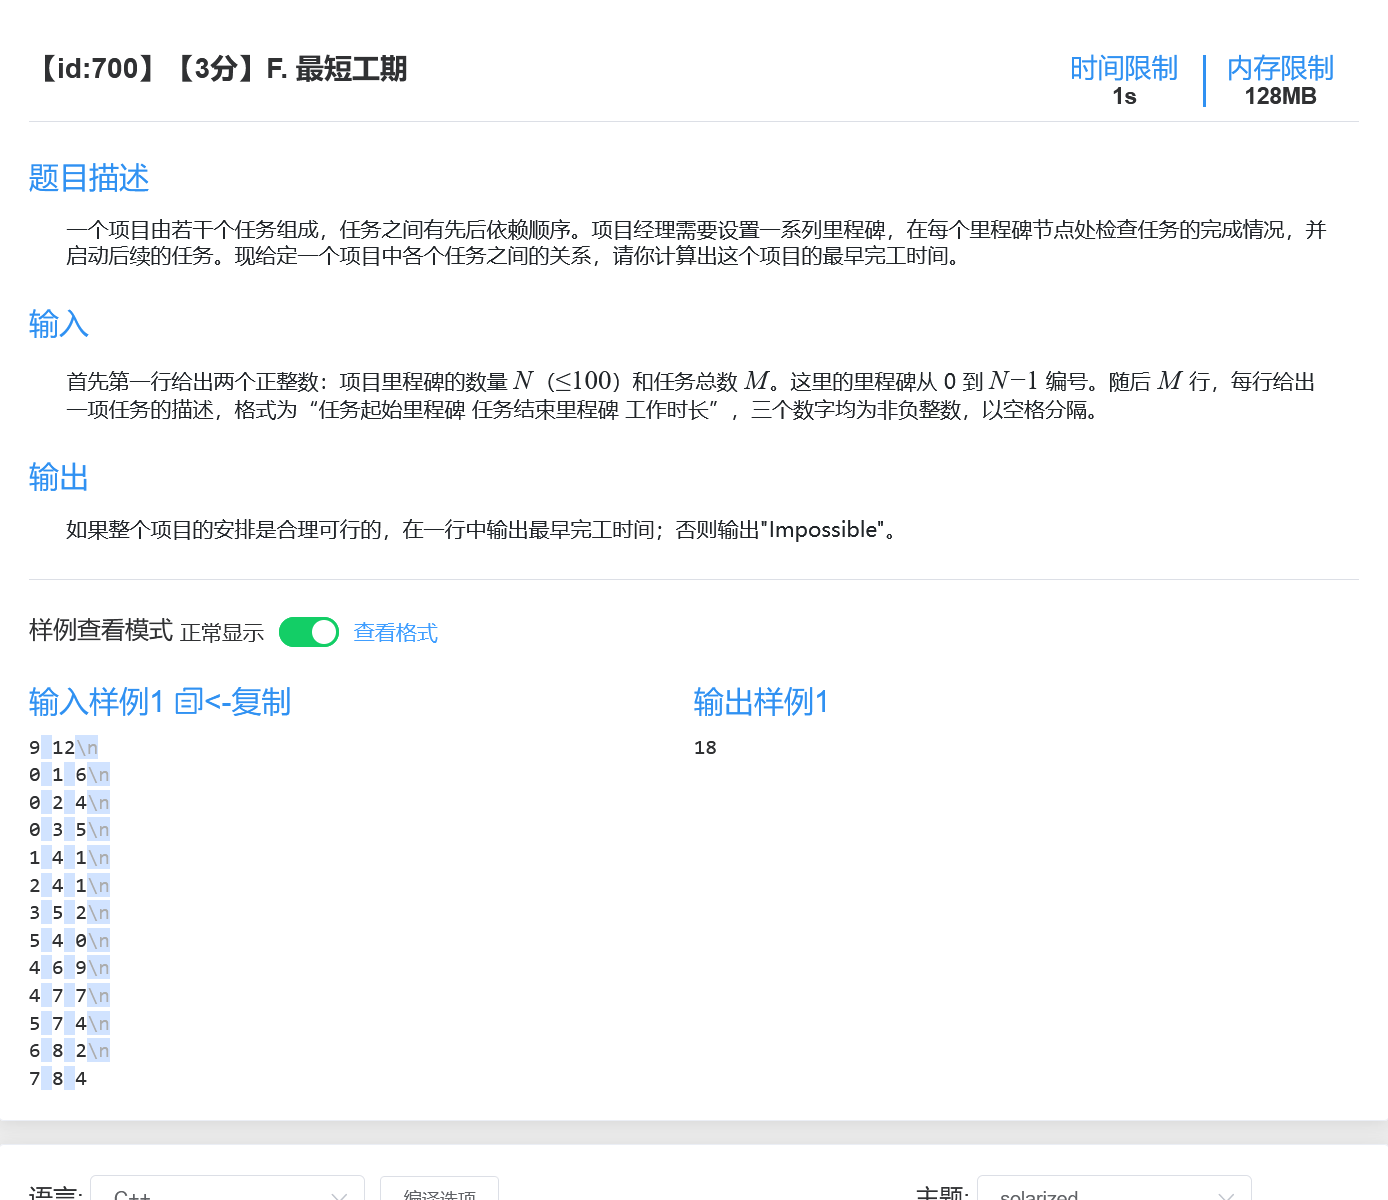 【id:700】【3分】F. 最短工期
时间限制
1s
内存限制
128MB
题目描述
一个项目由若干个任务组成，任务之间有先后依赖顺序。项目经理需要设置一系列里程碑，在每个里程碑节点处检查任务的完成情况，并
启动后续的任务。现给定一个项目中各个任务之间的关系，请你计算出这个项目的最早完工时间。
输入
首先第一行给出两个正整数：项目里程碑的数量 N（≤100）和任务总数 M。这里的里程碑从 0 到 N−1 编号。随后 M 行，每行给出
一项任务的描述，格式为“任务起始里程碑 任务结束里程碑 工作时长”，三个数字均为非负整数，以空格分隔。
输出
如果整个项目的安排是合理可行的，在一行中输出最早完工时间；否则输出"Impossible"。
样例查看模式 正常显示 查看格式
输入样例1 <-复制
9 12\n
0 1 6\n
0 2 4\n
0 3 5\n
1 4 1\n
2 4 1\n
3 5 2\n
5 4 0\n
4 6 9\n
4 7 7\n
5 7 4\n
6 8 2\n
7 8 4
输出样例1
18
语言: C++ 编译选项
主题: solarized